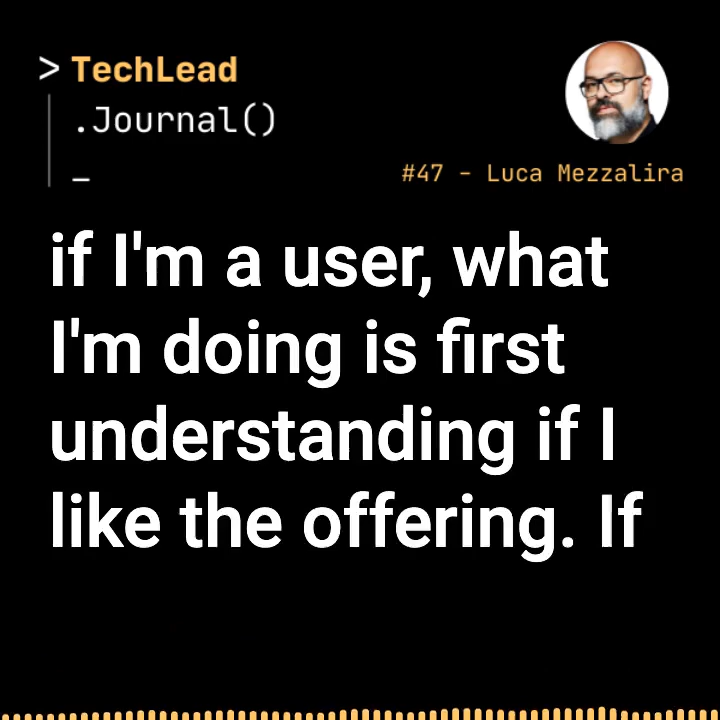 > TechLead
.Journal()
_
#47 - Luca Mezzalira
if I'm a user, what
I'm doing is first
understanding if I
like the offering. If